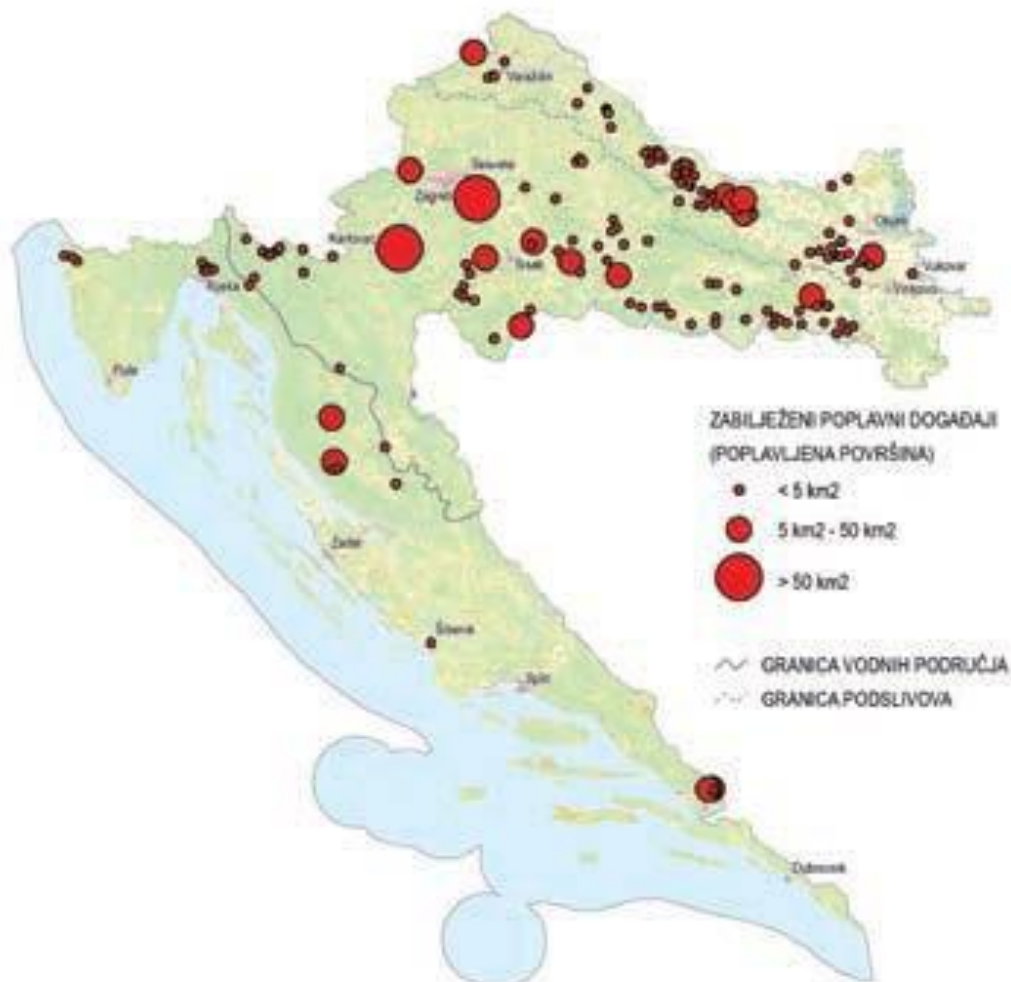 Varaždin
Zagreb
Karlovac
Sisak
Osijek
Vukovar
Vinkovci
Rijeka
Pula
Zadar
Šibenik
Split
Dubrovnik
ZABILJEŽENI POPLAVNI DOGAĐAJI
(POPLAVLJENA POVRŠINA)
< 5 km2
5 km2 - 50 km2
> 50 km2
GRANICA VODNIH PODRUČJA
GRANICA PODSLIVOVA